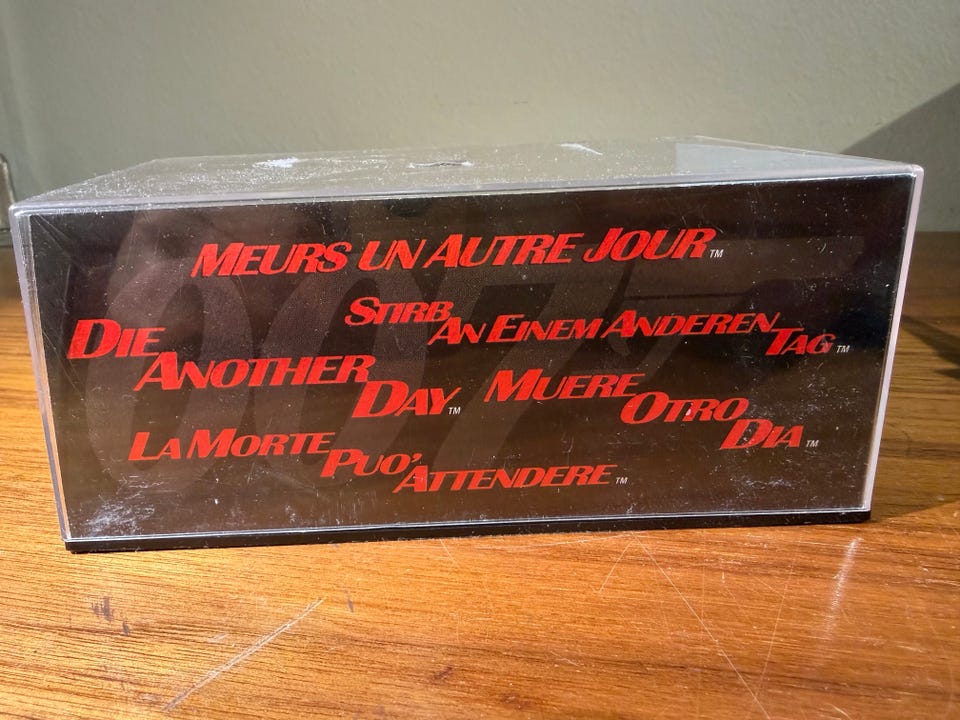 MEURS UN AUTRE JOUR™
STIRB
AN EINEM ANDEREN
TAG™
DIE
ANOTHER
DAY™
MUERE
OTRO
DIA™
LA MORTE
PUO'
ATTENDERE™
007